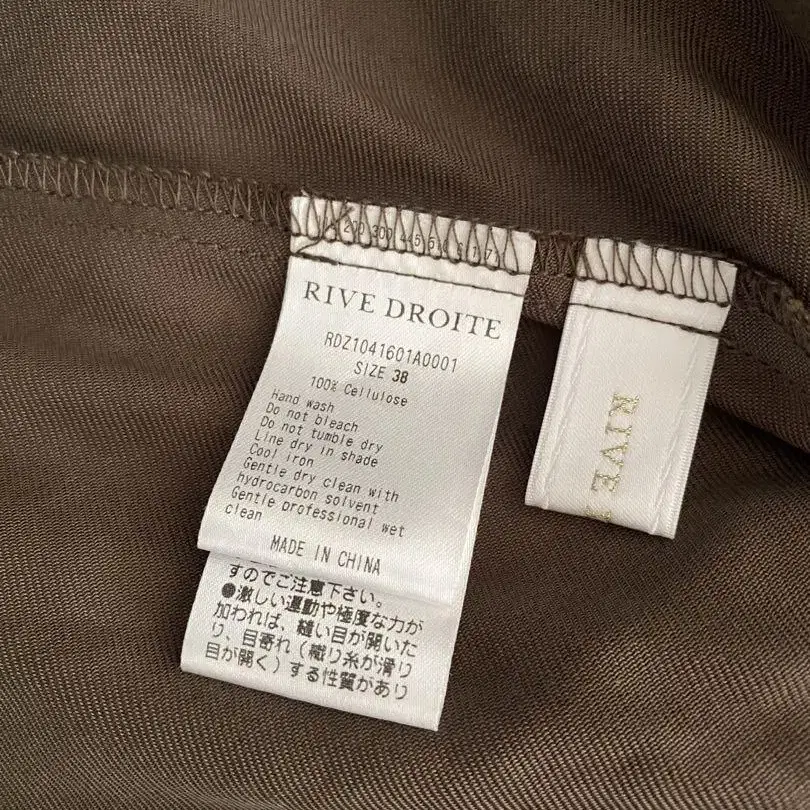 RIVE DROITE
RDZ1041601A0001
SIZE 38
100% Cellulose
Hand wash
Do not bleach
Do not tumble dry
Line dry in shade
Cool iron
Gentle dry clean with
hydrocarbon solvent
Gentle professional wet
clean
MADE IN CHINA
すのでご注意下さい。
●激しい運動や極度な力が
加われば、縫い目が開いた
り、目寄れ（織り糸が滑り
目が開く）する性質があり
RIVE